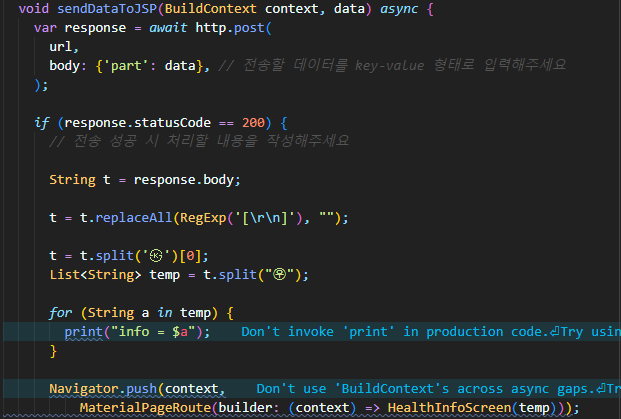 void sendDataToJSP(BuildContext context, data) async {
var response = await http.post(
url,
body: {'part': data}, // 전송할 데이터를 key-value 형태로 입력해주세요
);
if (response.statusCode == 200) {
// 전송 성공 시 처리할 내용을 작성해주세요
String t = response.body;
t = t.replaceAll(RegExp('[\r\n]'), "");
t = t.split('㉿')[0];
List<String> temp = t.split("㉾");
for (String a in temp) {
print("info = $a"); Don't invoke 'print' in production code.⏎Try usin
}
Navigator.push(context, Don't use 'BuildContext's across async gaps.⏎Tr
MaterialPageRoute(builder: (context) => HealthInfoScreen(temp)));